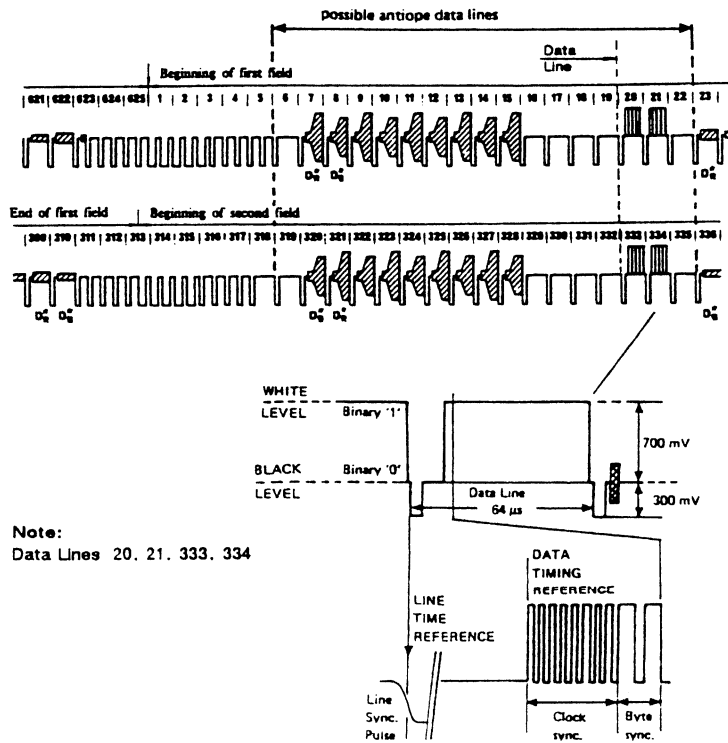 possible antiope data lines
Data
Line
Beginning of first field
621 622 623 624 625 1 2 3 4 5 6 7 8 9 10 11 12 13 14 15 16 17 18 19 20 21 22 23
End of first field
Beginning of second field
309 310 311 312 313 314 315 316 317 318 319 320 321 322 323 324 325 326 327 328 329 330 331 332 333 334 335 336
WHITE
LEVEL
Binary '1'
700 mV
BLACK
LEVEL
Binary '0'
Data Line
64 µs
300 mV
Note:
Data Lines 20, 21, 333, 334
DATA
TIMING
REFERENCE
LINE
TIME
REFERENCE
Line
Sync.
Pulse
Clock
sync.
Byte
sync.